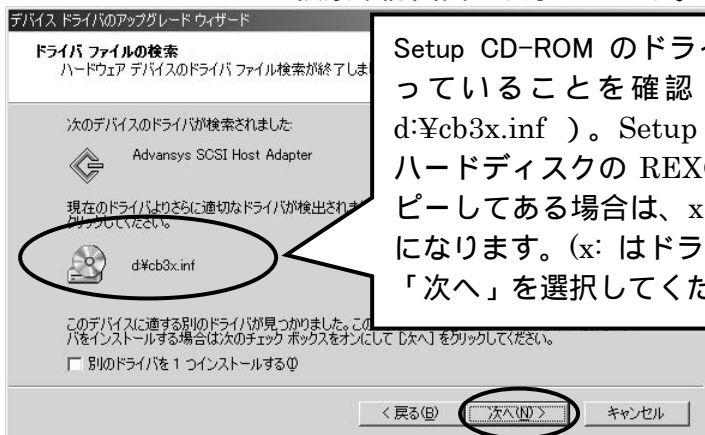 デバイス ドライバのアップグレード ウィザード
ドライバ ファイルの検索
ハードウェア デバイスのドライバ ファイル検索が終了しま
次のデバイスのドライバが検索されました:
Advansys SCSI Host Adapter
現在のドライバよりさらに適切なドライバが検出されま
クリックしてください。
d:¥cb3x.inf
このデバイスに適する別のドライバが見つかりました。この
バをインストールする場合は次のチェック ボックスをオンにして [次へ] をクリックしてください。
別のドライバを 1 つインストールする(I)
< 戻る(B)
次へ(N) >
キャンセル
Setup CD-ROM のドライ
っていることを確認
d:¥cb3x.inf )。Setup
ハードディスクの REX
ピーしてある場合は、x
になります。(x: はドラ
「次へ」を選択してくだ